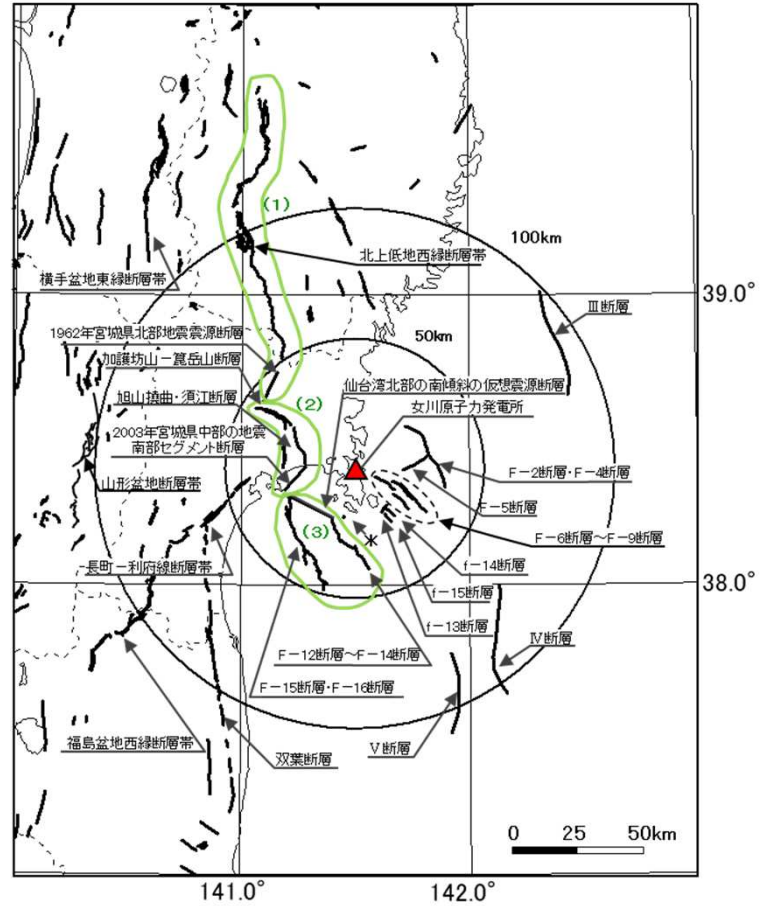 (1)
100km
北上低地西縁断層帯
横手盆地東縁断層帯
39.0°
Ⅲ断層
1962年宮城県北部地震震源断層
50km
加護坊山－箟岳山断層
仙台湾北部の南傾斜の仮想震源断層
旭山撓曲・須江断層
(2)
女川原子力発電所
2003年宮城県中部の地震
南部セグメント断層
F－2断層・F－4断層
山形盆地断層帯
F－5断層
(3)
F－6断層～F－9断層
*
f－14断層
長町－利府線断層帯
38.0°
f－15断層
f－13断層
Ⅳ断層
F－12断層～F－14断層
F－15断層・F－16断層
福島盆地西縁断層帯
双葉断層
Ⅴ断層
0 25 50km
141.0° 142.0°